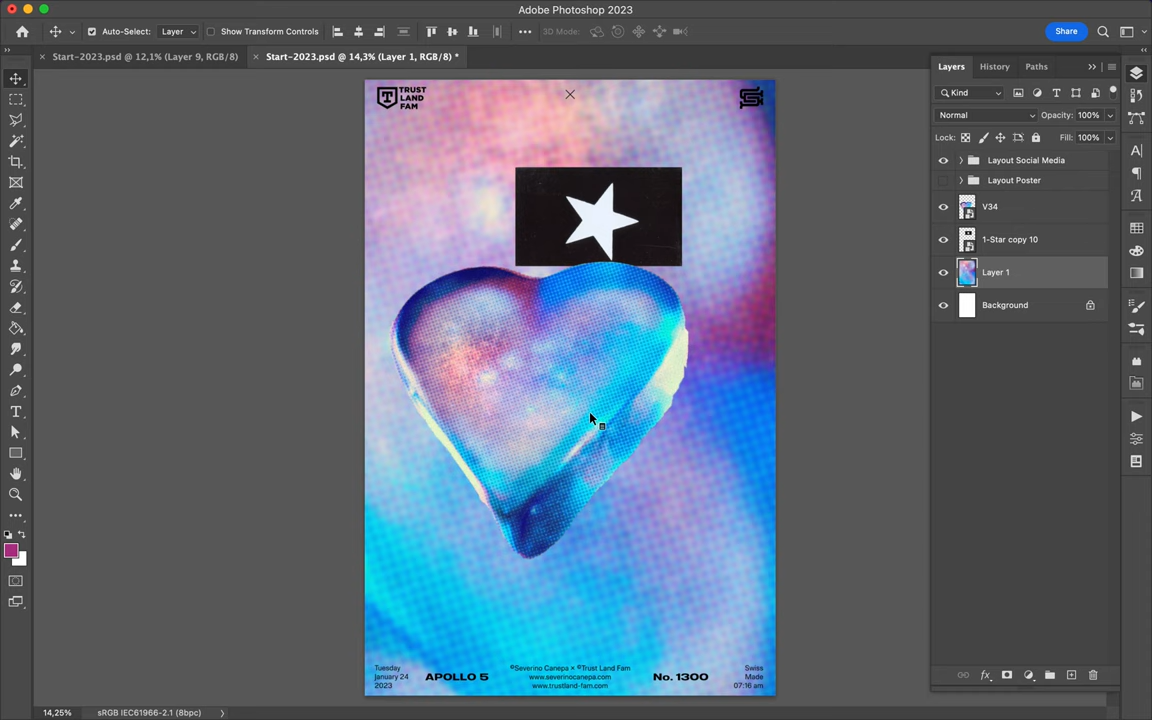 Adobe Photoshop 2023
Auto-Select: Layer Show Transform Controls 3D Mode: Share
Start-2023.psd @ 12,1% (Layer 9, RGB/8) Start-2023.psd @ 14,3% (Layer 1, RGB/8) *
Layers History Paths
Kind
Normal Opacity: 100%
Lock: Fill: 100%
Layout Social Media
Layout Poster
V34
1-Star copy 10
Layer 1
Background
TRUST
LAND
FAM
Tuesday
January 24
2023
APOLLO 5
©Severino Canepa × ©Trust Land Fam
www.severinocanepa.com
www.trustland-fam.com
No. 1300
Swiss
Made
07:16 am
14,25% sRGB IEC61966-2.1 (8bpc)